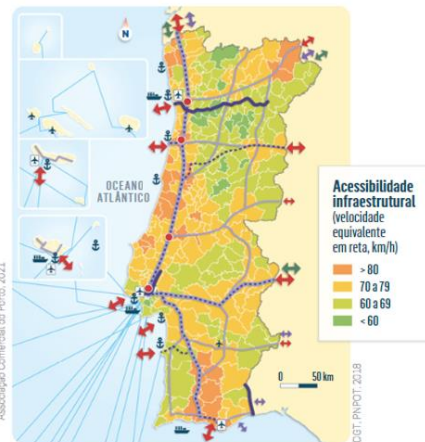 N
OCEANO
ATLÂNTICO
Acessibilidade
infraestrutural
(velocidade
equivalente
em reta, km/h)
> 80
70 a 79
60 a 69
< 60
0 50 km
Associação Comercial do Porto, 2021
DGT, PNPOT, 2018